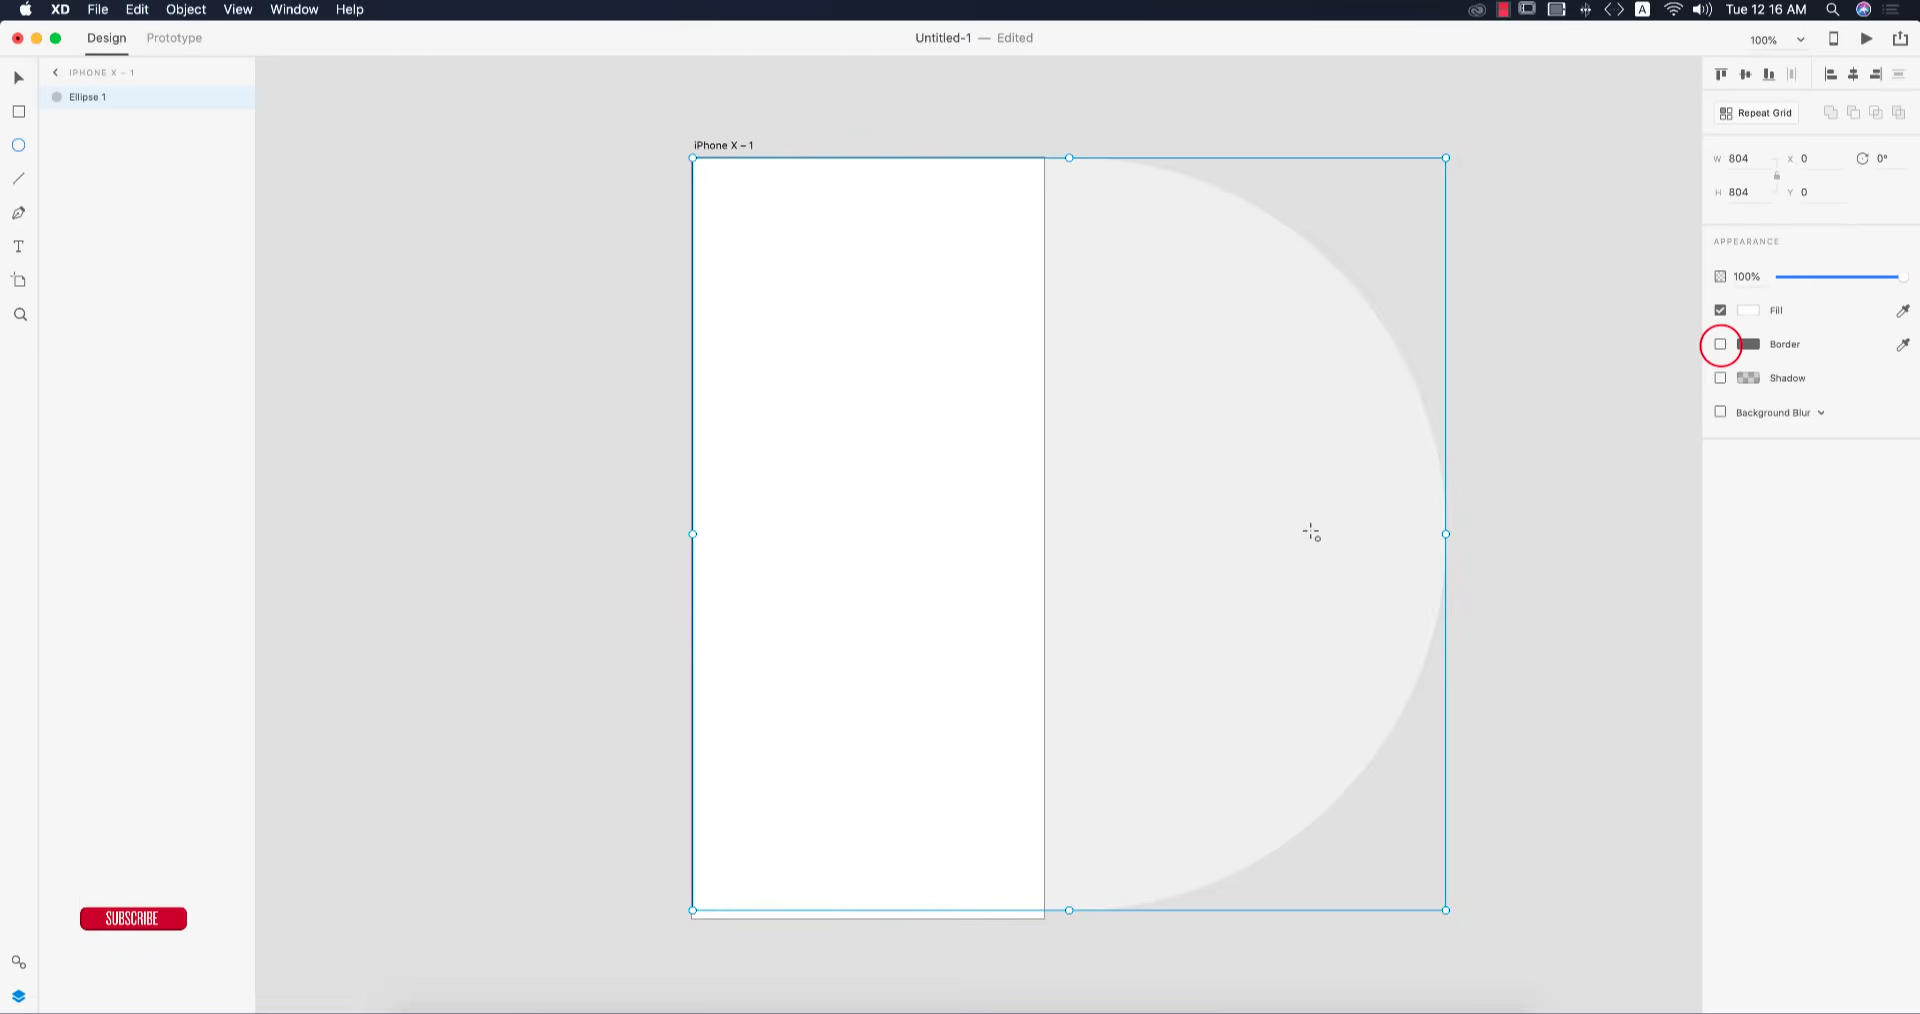 XD File Edit Object View Window Help
A Tue 12 16 AM
Design Prototype
Untitled-1 — Edited
100%
IPHONE X – 1
Ellipse 1
iPhone X – 1
Repeat Grid
W 804 X 0 0°
H 804 Y 0
APPEARANCE
100%
Fill
Border
Shadow
Background Blur
SUBSCRIBE